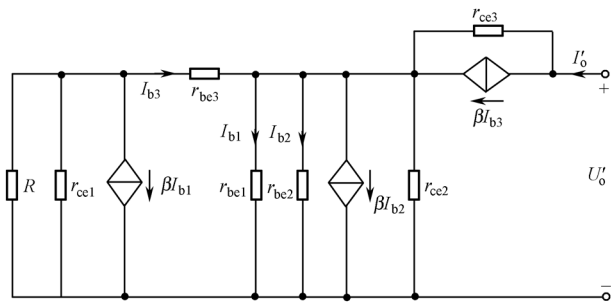 r_ce3
I'_o
+
I_b3
r_be3
βI_b3
I_b1
I_b2
R
r_ce1
βI_b1
r_be1
r_be2
βI_b2
r_ce2
U'_o
−